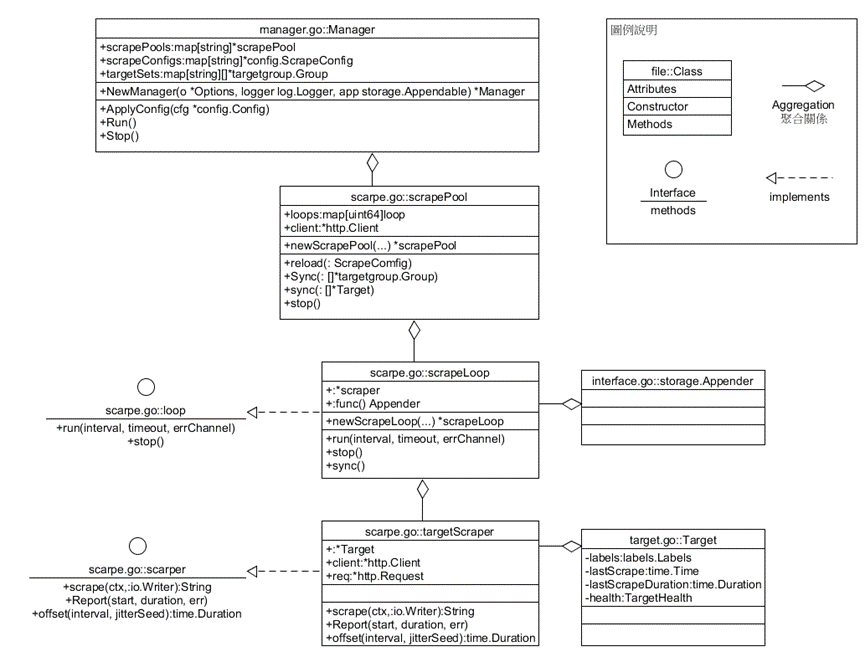 manager.go::Manager
+scrapePools:map[string]*scrapePool
+scrapeConfigs:map[string]*config.ScrapeConfig
+targetSets:map[string][]*targetgroup.Group
+NewManager(o *Options, logger log.Logger, app storage.Appendable) *Manager
+ApplyConfig(cfg *config.Config)
+Run()
+Stop()
圖例說明
file::Class
Attributes
Constructor
Methods
Aggregation
聚合關係
Interface
methods
implements
scarpe.go::scrapePool
+loops:map[uint64]loop
+client:*http.Client
+newScrapePool(...) *scrapePool
+reload(: ScrapeComfig)
+Sync(: []*targetgroup.Group)
+sync(: []*Target)
+stop()
scarpe.go::scrapeLoop
+:*scraper
+:func() Appender
+newScrapeLoop(...) *scrapeLoop
+run(interval, timeout, errChannel)
+stop()
+sync()
interface.go::storage.Appender
scarpe.go::loop
+run(interval, timeout, errChannel)
+stop()
scarpe.go::targetScraper
+:*Target
+client:*http.Client
+req:*http.Request
+scrape(ctx,:io.Writer):String
+Report(start, duration, err)
+offset(interval, jitterSeed):time.Duration
target.go::Target
-labels:labels.Labels
-lastScrape:time.Time
-lastScrapeDuration:time.Duration
-health:TargetHealth
scarpe.go::scarper
+scrape(ctx,:io.Writer):String
+Report(start, duration, err)
+offset(interval, jitterSeed):time.Duration